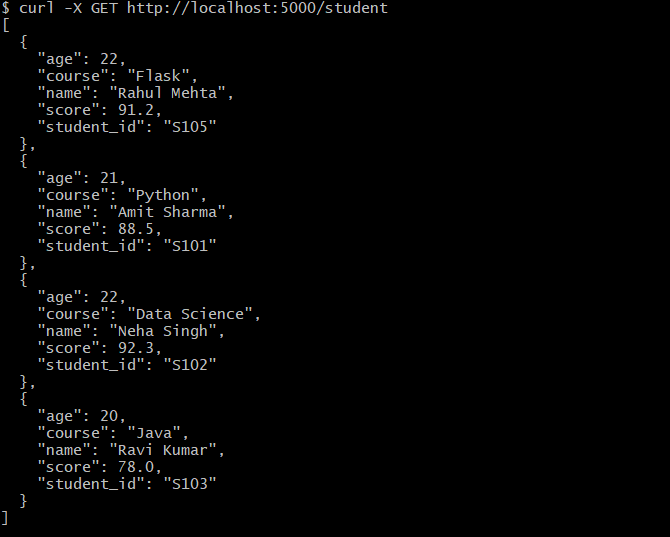 $ curl -X GET http://localhost:5000/student
[
  {
    "age": 22,
    "course": "Flask",
    "name": "Rahul Mehta",
    "score": 91.2,
    "student_id": "S105"
  },
  {
    "age": 21,
    "course": "Python",
    "name": "Amit Sharma",
    "score": 88.5,
    "student_id": "S101"
  },
  {
    "age": 22,
    "course": "Data Science",
    "name": "Neha Singh",
    "score": 92.3,
    "student_id": "S102"
  },
  {
    "age": 20,
    "course": "Java",
    "name": "Ravi Kumar",
    "score": 78.0,
    "student_id": "S103"
  }
]